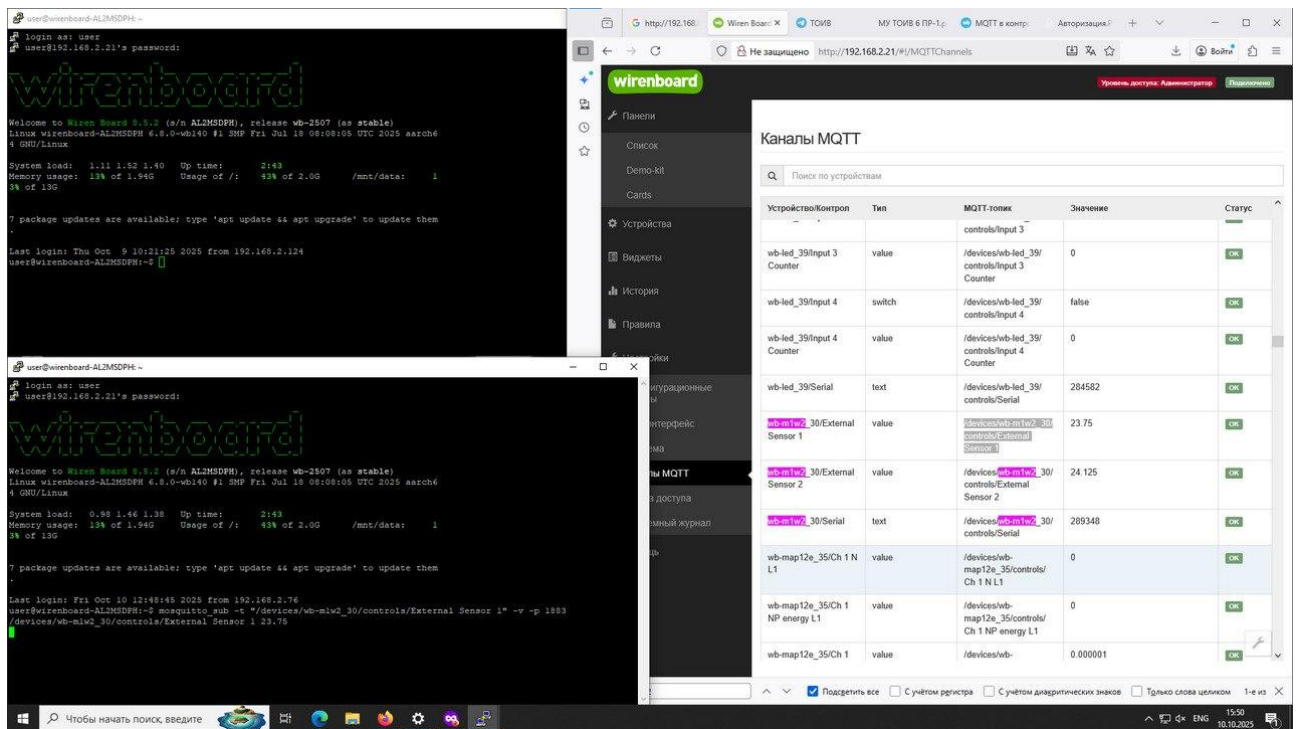 user@wirenboard-AL2MSDPH: ~
login as: user
user@192.168.2.21's password:
wirenboard
Welcome to Wiren Board 8.5.2 (s/n AL2MSDPH), release wb-2507 (as stable)
Linux wirenboard-AL2MSDPH 6.8.0-wb140 #1 SMP Fri Jul 18 08:08:05 UTC 2025 aarch6
4 GNU/Linux
System load: 1.11 1.52 1.40 Up time: 2:43
Memory usage: 13% of 1.94G Usage of /: 43% of 2.0G /mnt/data: 1
3% of 13G
7 package updates are available; type 'apt update && apt upgrade' to update them
.
Last login: Thu Oct 9 10:21:25 2025 from 192.168.2.124
user@wirenboard-AL2MSDPH:~$
user@wirenboard-AL2MSDPH: ~
login as: user
user@192.168.2.21's password:
wirenboard
Welcome to Wiren Board 8.5.2 (s/n AL2MSDPH), release wb-2507 (as stable)
Linux wirenboard-AL2MSDPH 6.8.0-wb140 #1 SMP Fri Jul 18 08:08:05 UTC 2025 aarch6
4 GNU/Linux
System load: 0.98 1.46 1.38 Up time: 2:43
Memory usage: 13% of 1.94G Usage of /: 43% of 2.0G /mnt/data: 1
3% of 13G
7 package updates are available; type 'apt update && apt upgrade' to update them
.
Last login: Fri Oct 10 12:48:45 2025 from 192.168.2.76
user@wirenboard-AL2MSDPH:~$ mosquitto_sub -t "/devices/wb-m1w2_30/controls/External Sensor 1" -v -p 1883
/devices/wb-m1w2_30/controls/External Sensor 1 23.75
http://192.168. Wiren Boar ТОИВ МУ ТОИВ 6 ПР-1.p MQTT в контр Авторизация
Не защищено http://192.168.2.21/#!/MQTTChannels Войти
wirenboard
Уровень доступа: Администратор Подключено
Панели
Список
Demo-kit
Cards
Устройства
Виджеты
История
Правила
ы MQTT
доступа
Каналы MQTT
Поиск по устройствам
Устройство/Контрол Тип MQTT-топик Значение Статус
controls/Input 3
wb-led_39/Input 3 value /devices/wb-led_39/ 0 OK
Counter controls/Input 3
Counter
wb-led_39/Input 4 switch /devices/wb-led_39/ false OK
controls/Input 4
wb-led_39/Input 4 value /devices/wb-led_39/ 0 OK
Counter controls/Input 4
Counter
wb-led_39/Serial text /devices/wb-led_39/ 284582 OK
controls/Serial
wb-m1w2_30/External value /devices/wb-m1w2_30/ 23.75 OK
Sensor 1 controls/External
Sensor 1
wb-m1w2_30/External value /devices/wb-m1w2_30/ 24.125 OK
Sensor 2 controls/External
Sensor 2
wb-m1w2_30/Serial text /devices/wb-m1w2_30/ 289348 OK
controls/Serial
wb-map12e_35/Ch 1 N value /devices/wb- 0 OK
L1 map12e_35/controls/
Ch 1 N L1
wb-map12e_35/Ch 1 value /devices/wb- 0 OK
NP energy L1 map12e_35/controls/
Ch 1 NP energy L1
wb-map12e_35/Ch 1 value /devices/wb- 0.000001 OK
Подсветить все С учётом регистра С учётом диакритических знаков Только слова целиком 1-е из
Чтобы начать поиск, введите
ENG 15:50
10.10.2025